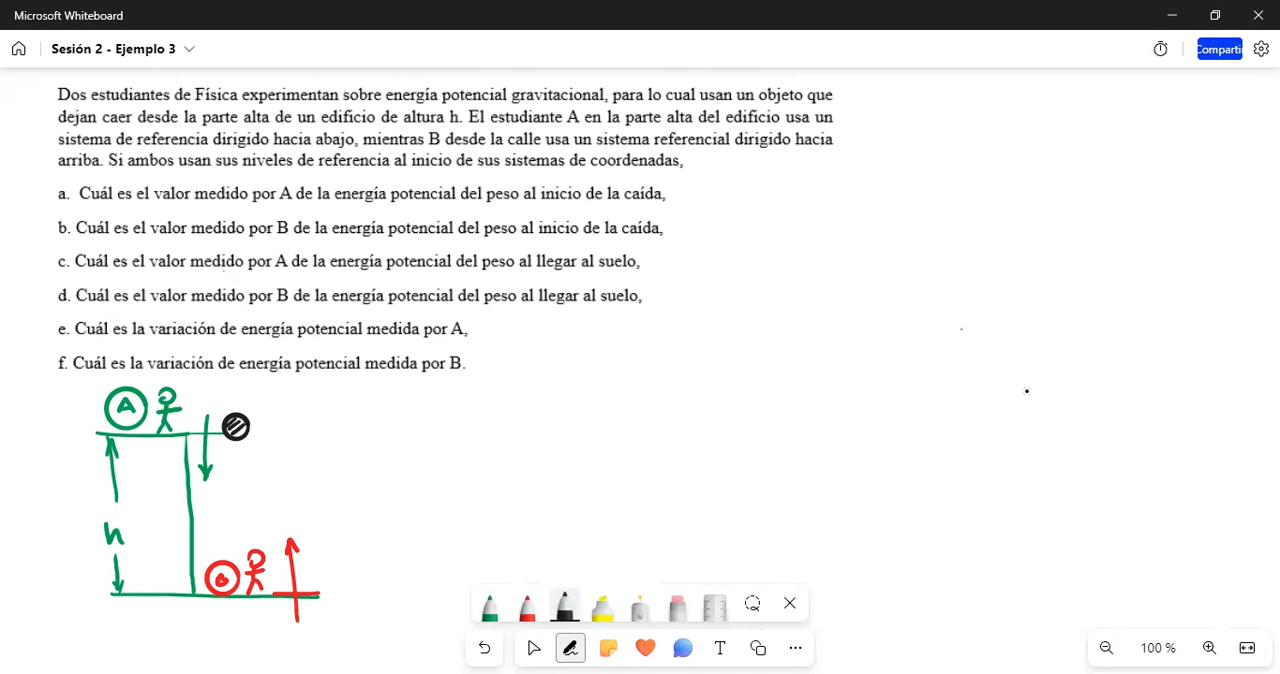 Microsoft Whiteboard
Sesión 2 - Ejemplo 3
Compartir
Dos estudiantes de Física experimentan sobre energía potencial gravitacional, para lo cual usan un objeto que
dejan caer desde la parte alta de un edificio de altura h. El estudiante A en la parte alta del edificio usa un
sistema de referencia dirigido hacia abajo, mientras B desde la calle usa un sistema referencial dirigido hacia
arriba. Si ambos usan sus niveles de referencia al inicio de sus sistemas de coordenadas,
a. Cuál es el valor medido por A de la energía potencial del peso al inicio de la caída,
b. Cuál es el valor medido por B de la energía potencial del peso al inicio de la caída,
c. Cuál es el valor medido por A de la energía potencial del peso al llegar al suelo,
d. Cuál es el valor medido por B de la energía potencial del peso al llegar al suelo,
e. Cuál es la variación de energía potencial medida por A,
f. Cuál es la variación de energía potencial medida por B.
A
h
B
T
100 %